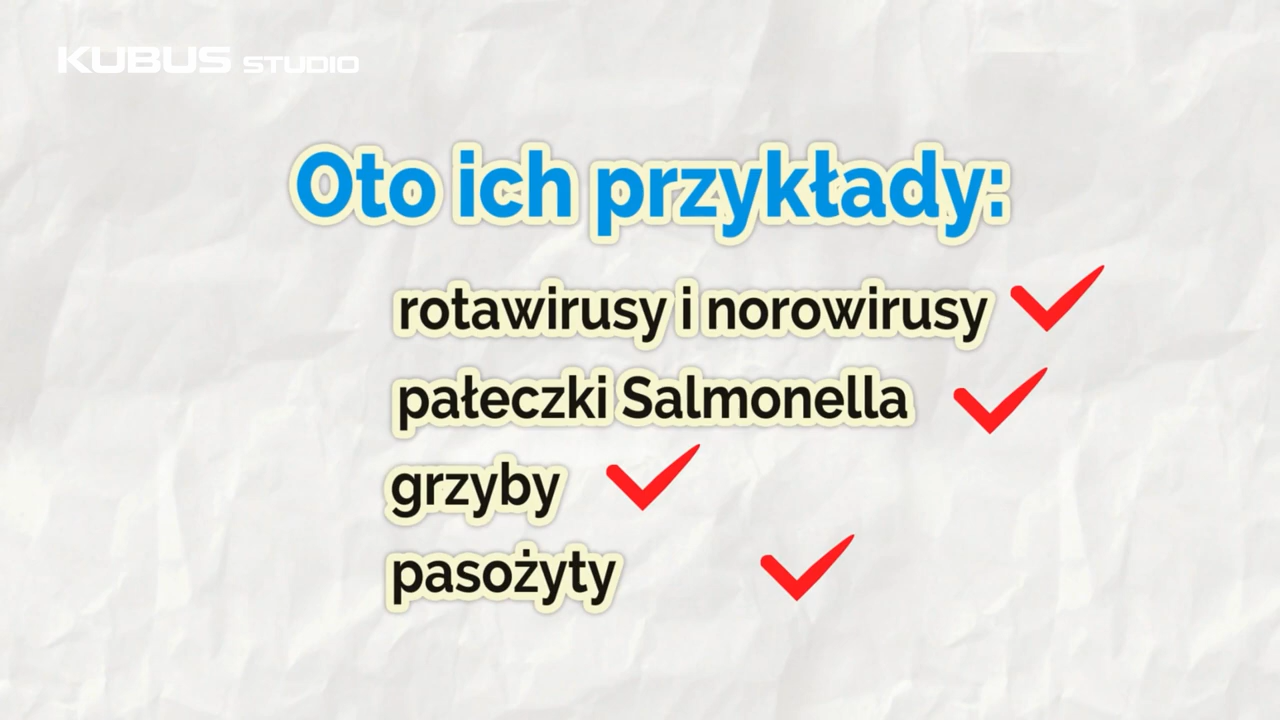 KUBUS STUDIO
Oto ich przykłady:
rotawirusy i norowirusy
pałeczki Salmonella
grzyby
pasożyty